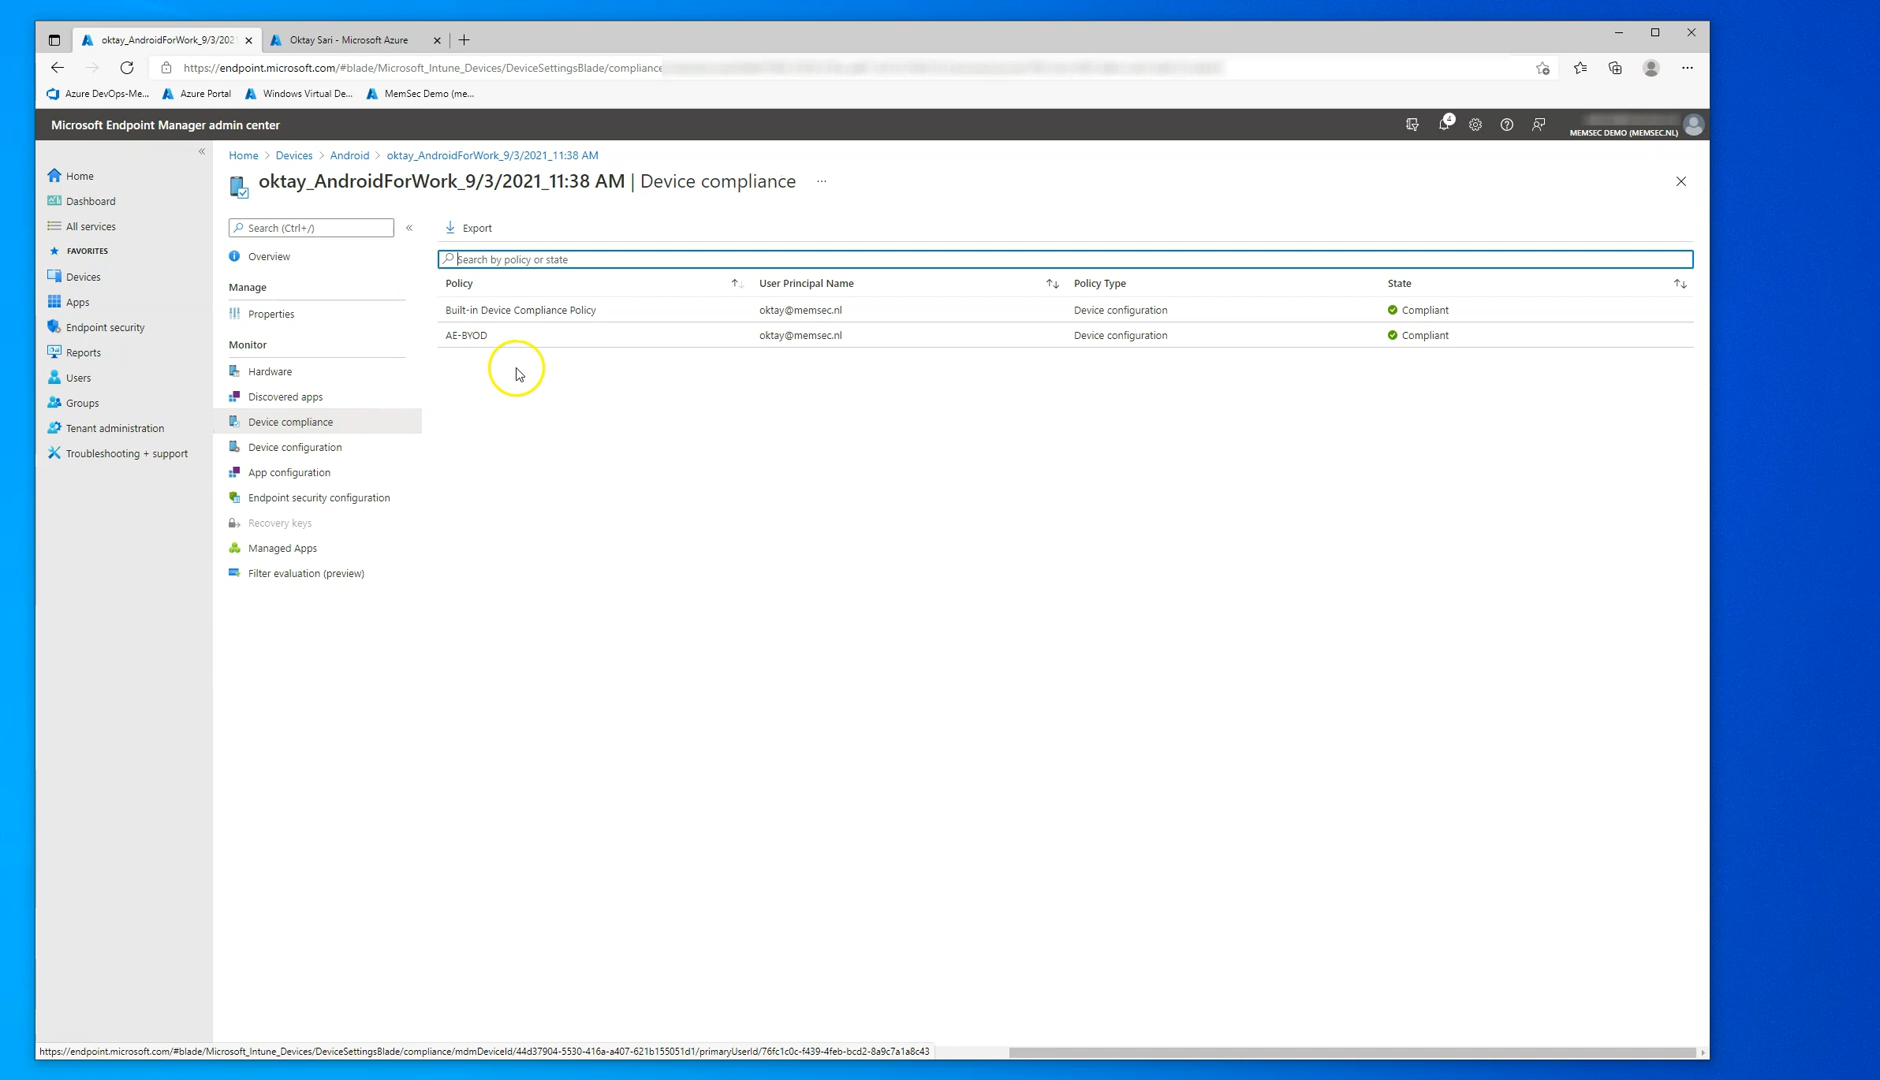 oktay_AndroidForWork_9/3/202
Oktay Sari - Microsoft Azure
https://endpoint.microsoft.com/#blade/Microsoft_Intune_Devices/DeviceSettingsBlade/compliance
Azure DevOps-Me...
Azure Portal
Windows Virtual De...
MemSec Demo (me...
Microsoft Endpoint Manager admin center
4
MEMSEC DEMO (MEMSEC.NL)
Home > Devices > Android > oktay_AndroidForWork_9/3/2021_11:38 AM
oktay_AndroidForWork_9/3/2021_11:38 AM | Device compliance ...
Home
Dashboard
All services
FAVORITES
Devices
Apps
Endpoint security
Reports
Users
Groups
Tenant administration
Troubleshooting + support
Search (Ctrl+/)
Overview
Manage
Properties
Monitor
Hardware
Discovered apps
Device compliance
Device configuration
App configuration
Endpoint security configuration
Recovery keys
Managed Apps
Filter evaluation (preview)
Export
Search by policy or state
Policy User Principal Name Policy Type State
Built-in Device Compliance Policy oktay@memsec.nl Device configuration Compliant
AE-BYOD oktay@memsec.nl Device configuration Compliant
https://endpoint.microsoft.com/#blade/Microsoft_Intune_Devices/DeviceSettingsBlade/compliance/mdmDeviceId/44d37904-5530-416a-a407-621b155051d1/primaryUserId/76fc1c0c-f439-4feb-bcd2-8a9c7a1a8c43